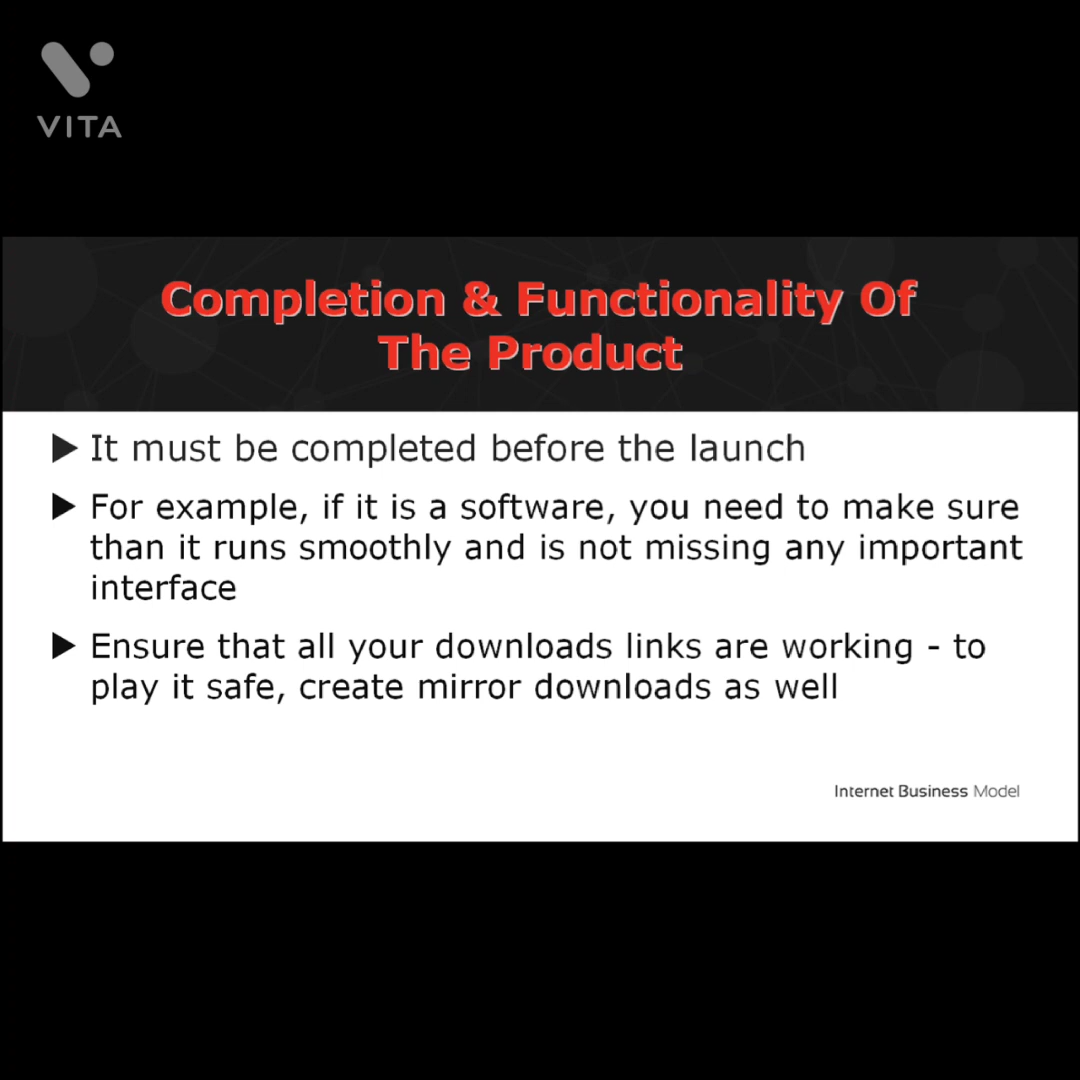 VITA
Completion & Functionality Of
The Product
It must be completed before the launch
For example, if it is a software, you need to make sure
than it runs smoothly and is not missing any important
interface
Ensure that all your downloads links are working - to
play it safe, create mirror downloads as well
Internet Business Model